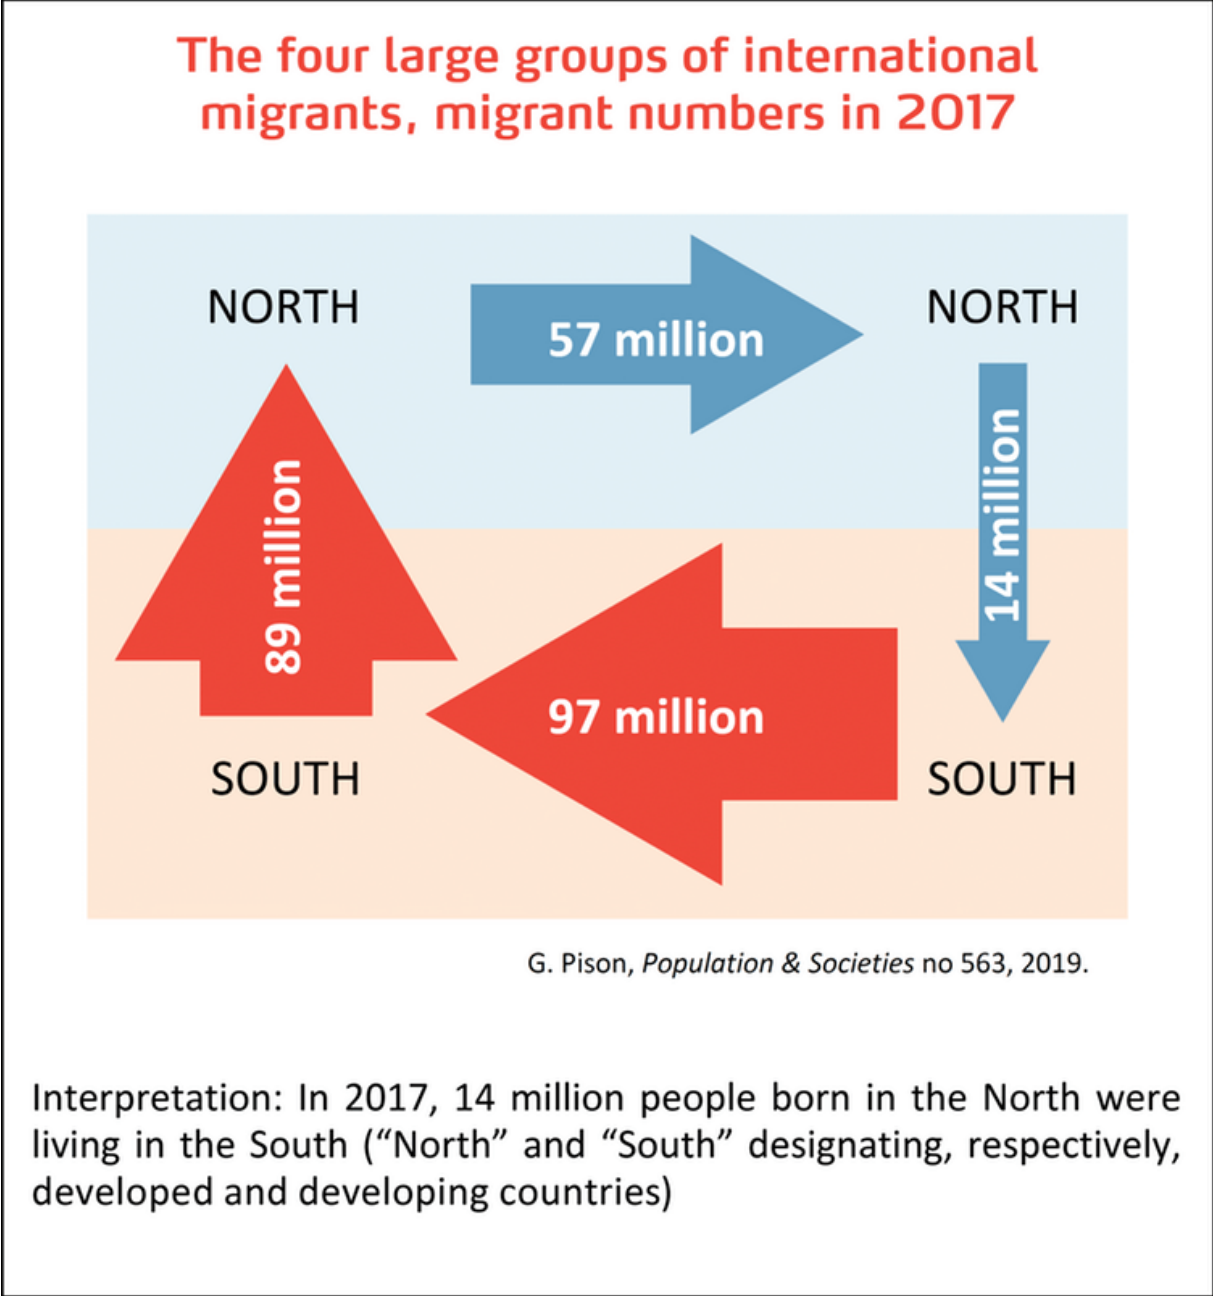 The four large groups of international
migrants, migrant numbers in 2017
NORTH
57 million
NORTH
89 million
14 million
97 million
SOUTH
SOUTH
G. Pison, Population & Societies no 563, 2019.
Interpretation: In 2017, 14 million people born in the North were
living in the South (“North” and “South” designating, respectively,
developed and developing countries)